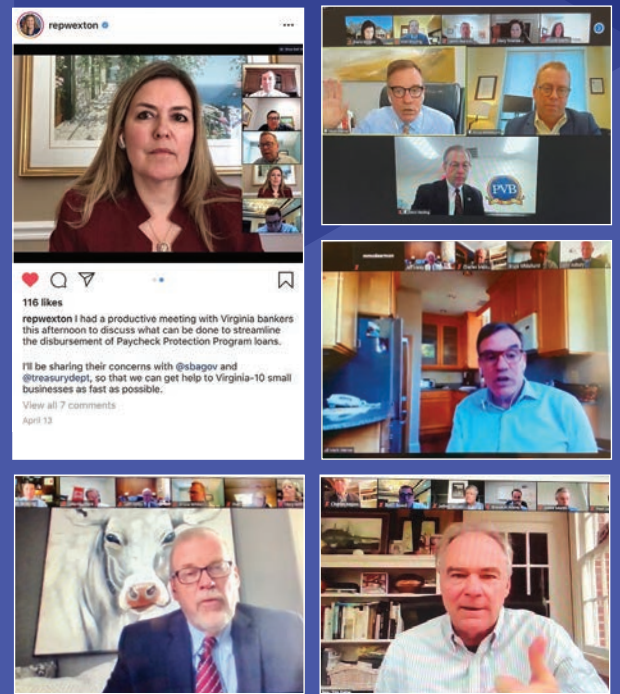 repwexton
116 likes
repwexton I had a productive meeting with Virginia bankers
this afternoon to discuss what can be done to streamline
the disbursement of Paycheck Protection Program loans.
I'll be sharing their concerns with @sbagov and
@treasurydept, so that we can get help to Virginia-10 small
businesses as fast as possible.
View all 7 comments
April 13
PVB